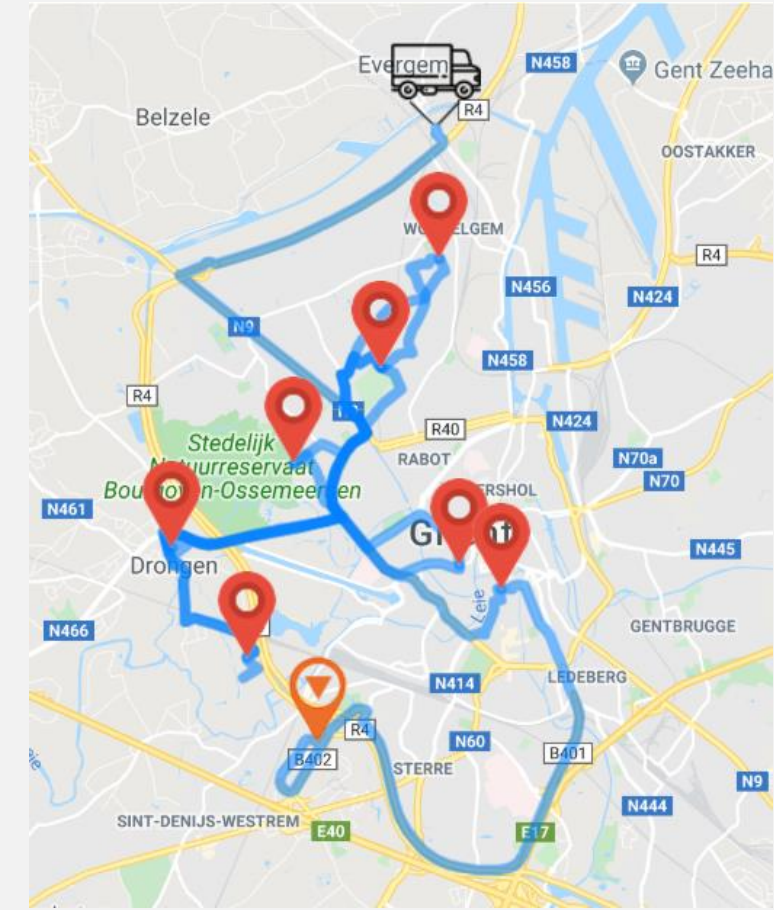 Evergem
N458
Gent Zeeha
R4
Belzele
OOSTAKKER
R4
N456
N424
N9
N458
R4
R40
N424
Stedelijk
RABOT
N70a
N70
N461
N445
Drongen
Leie
N466
GENTBRUGGE
N414
LEDEBERG
R4
B402
N60
B401
STERRE
N9
N444
SINT-DENIJS-WESTREM
E40
E17